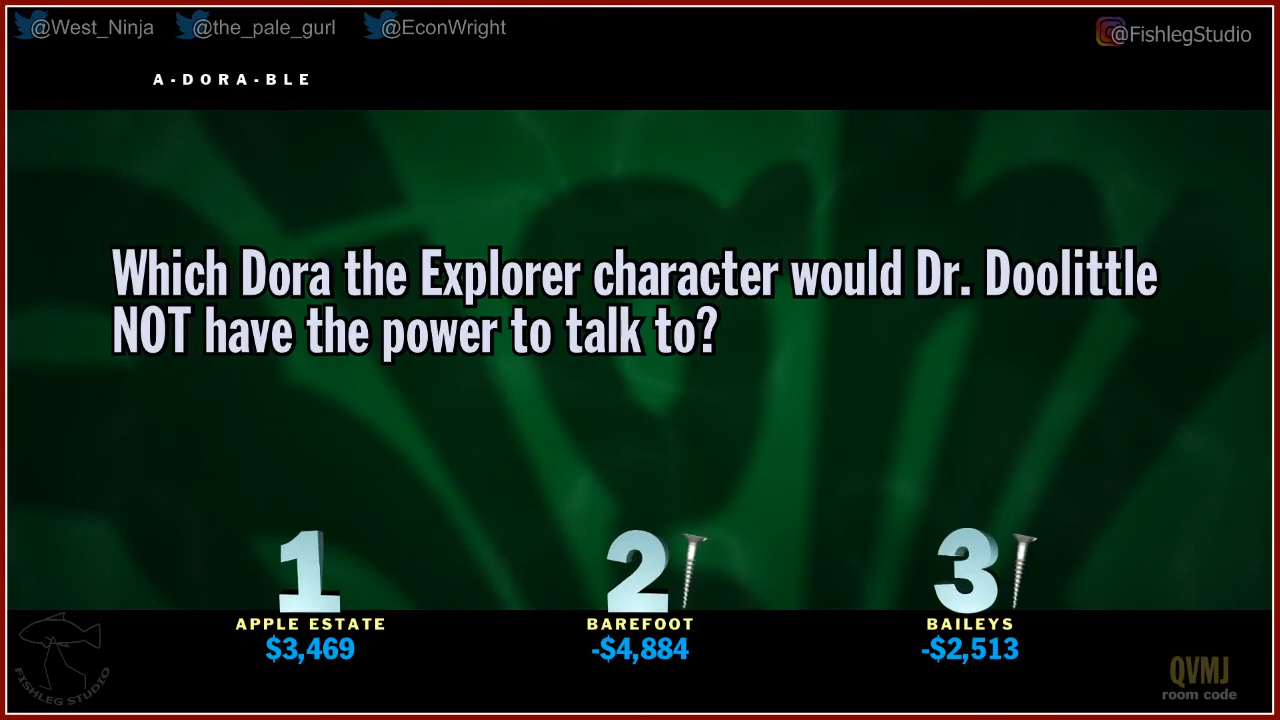 @West_Ninja @the_pale_gurl @EconWright @FishlegStudio
A-DORA-BLE
Which Dora the Explorer character would Dr. Doolittle
NOT have the power to talk to?
1 2 3
APPLE ESTATE BAREFOOT BAILEYS
$3,469 -$4,884 -$2,513
FISHLEG STUDIO
QVMJ
room code